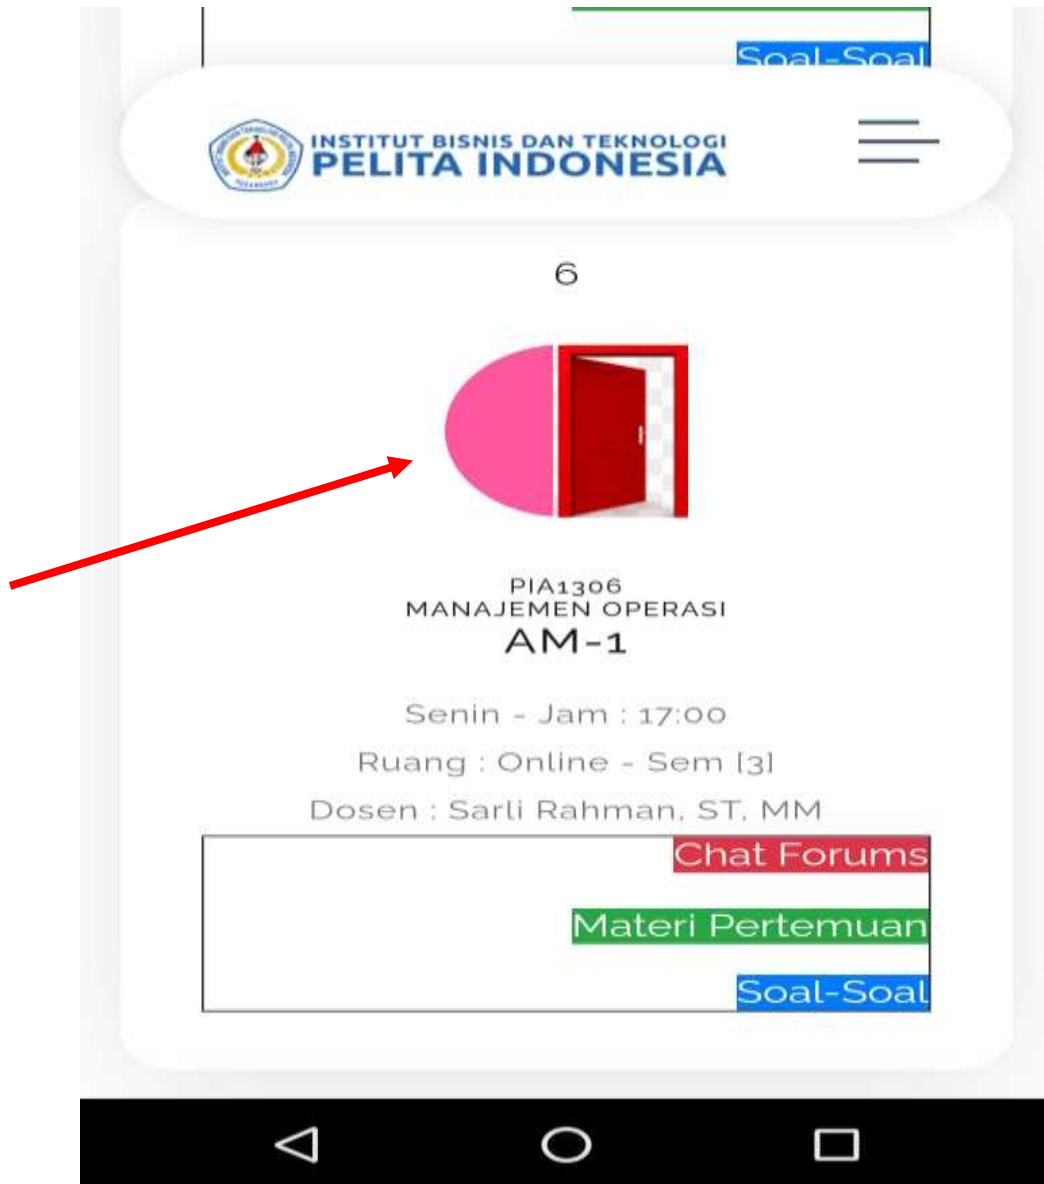 Soal-Soal
INSTITUT BISNIS DAN TEKNOLOGI
PELITA INDONESIA
6
PIA1306
MANAJEMEN OPERASI
AM-1
Senin - Jam : 17:00
Ruang : Online - Sem [3]
Dosen : Sarli Rahman, ST, MM
Chat Forums
Materi Pertemuan
Soal-Soal